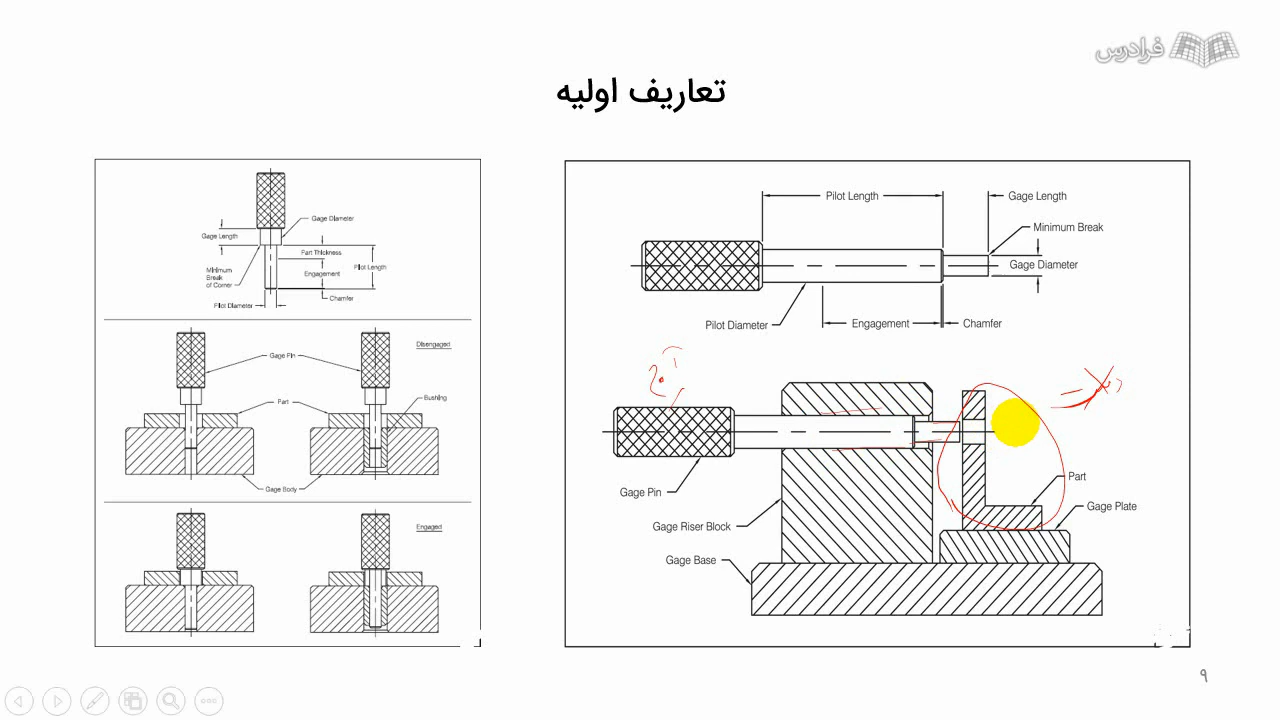 فرادرس
تعاریف اولیه
Gage Diameter
Gage Length
Part Thickness
Engagement
Pilot Length
Minimum
Break
of Corner
Chamfer
Pilot Diameter
Disengaged
Gage Pin
Part
Bushing
Gage Body
Engaged
Pilot Length
Gage Length
Minimum Break
Gage Diameter
Pilot Diameter
Engagement
Chamfer
Gage Pin
Part
Gage Riser Block
Gage Plate
Gage Base
۹